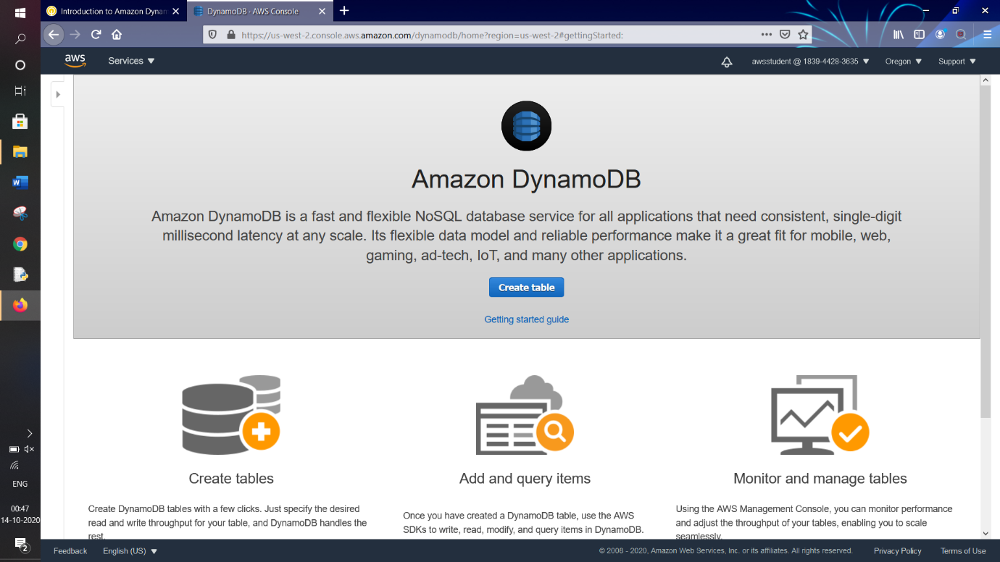 Introduction to Amazon Dynan
DynamoDB · AWS Console
https://us-west-2.console.aws.amazon.com/dynamodb/home?region=us-west-2#gettingStarted:
aws
Services
awsstudent @ 1839-4428-3635
Oregon
Support
Amazon DynamoDB
Amazon DynamoDB is a fast and flexible NoSQL database service for all applications that need consistent, single-digit
millisecond latency at any scale. Its flexible data model and reliable performance make it a great fit for mobile, web,
gaming, ad-tech, IoT, and many other applications.
Create table
Getting started guide
Create tables
Create DynamoDB tables with a few clicks. Just specify the desired
read and write throughput for your table, and DynamoDB handles the
rest.
Add and query items
Once you have created a DynamoDB table, use the AWS
SDKs to write, read, modify, and query items in DynamoDB.
Monitor and manage tables
Using the AWS Management Console, you can monitor performance
and adjust the throughput of your tables, enabling you to scale
seamlessly.
W
ENG
00:47
14-10-2020
2
Feedback
English (US)
© 2008 - 2020, Amazon Web Services, Inc. or its affiliates. All rights reserved.
Privacy Policy
Terms of Use